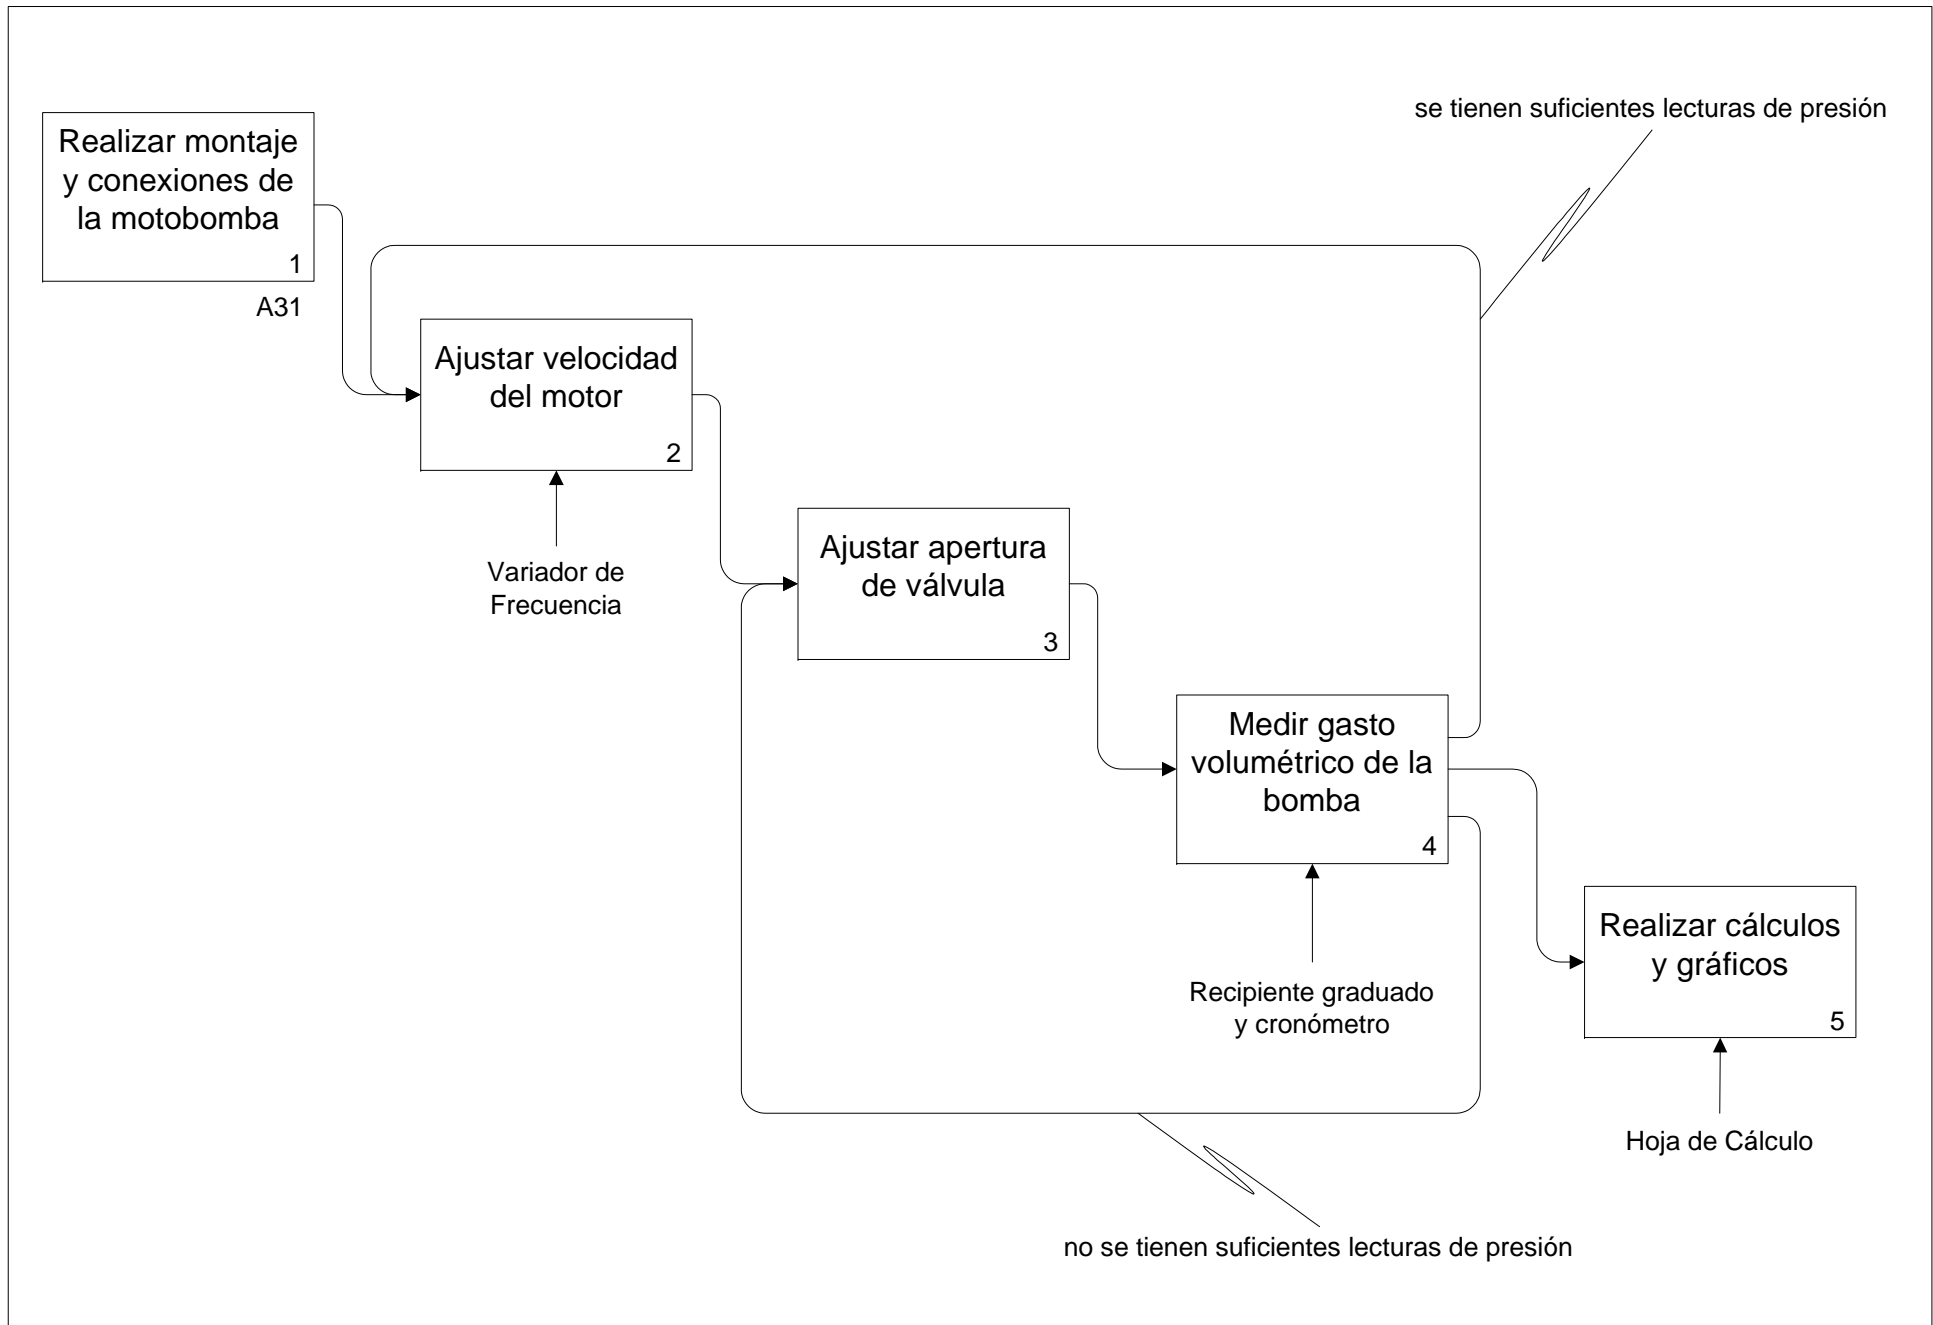 se tienen suficientes lecturas de presión
Realizar montaje
y conexiones de
la motobomba
1
A31
Ajustar velocidad
del motor
2
Variador de
Frecuencia
Ajustar apertura
de válvula
3
Medir gasto
volumétrico de la
bomba
4
Recipiente graduado
y cronómetro
Realizar cálculos
y gráficos
5
Hoja de Cálculo
no se tienen suficientes lecturas de presión